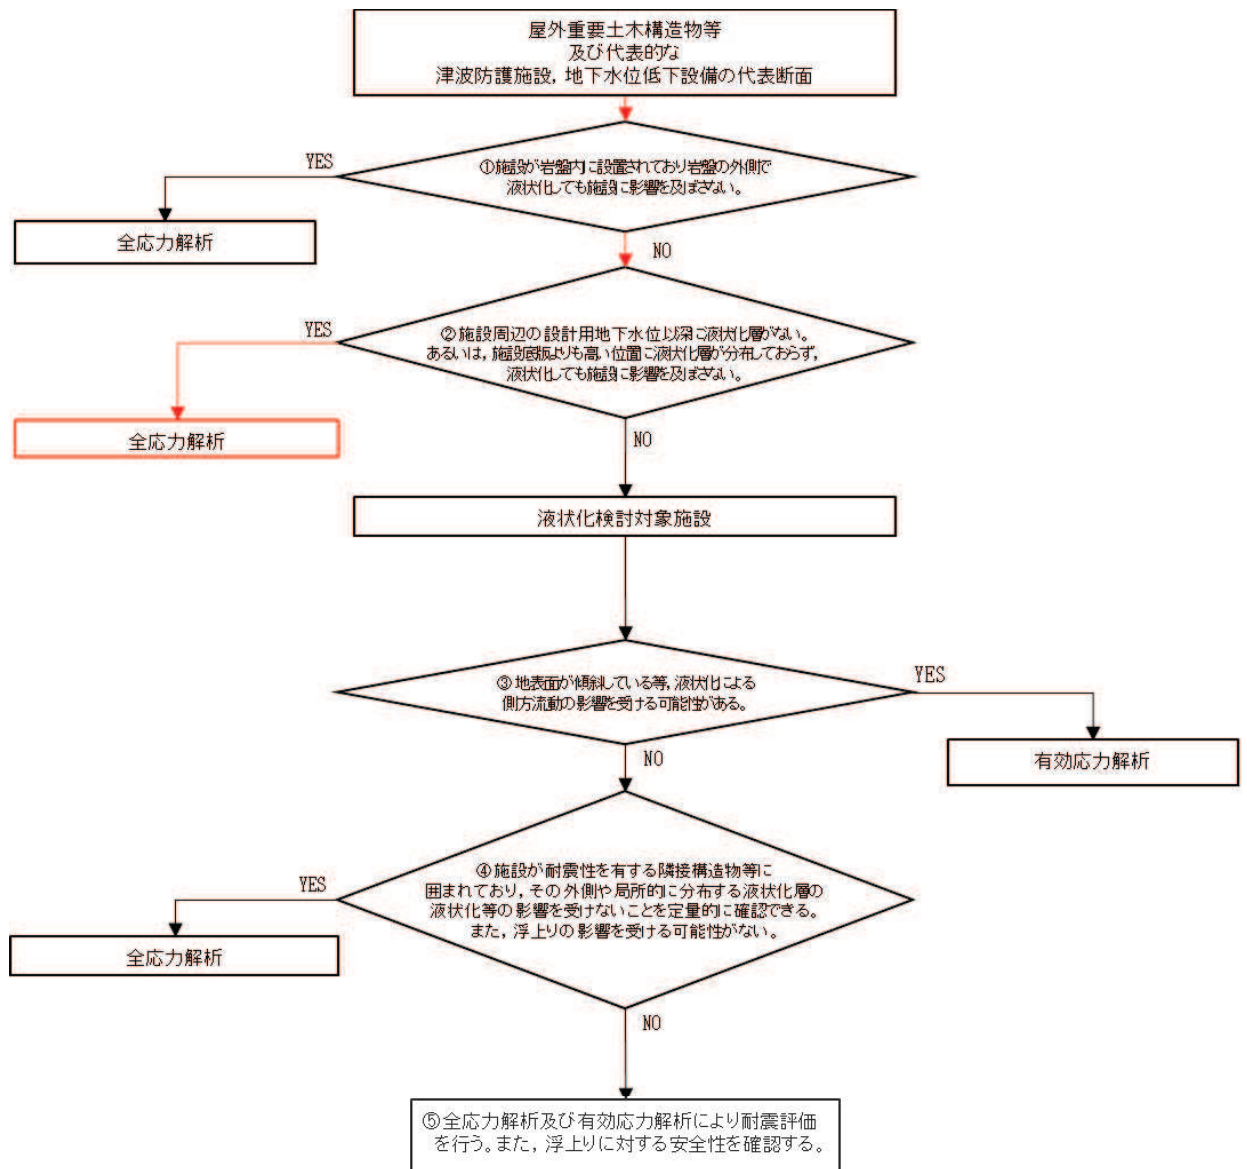 屋外重要土木構造物等
及び代表的な
津波防護施設，地下水位低下設備の代表断面
YES
①施設が岩盤内に設置されており岩盤の外側で
液状化しても施設に影響を及ぼさない。
全応力解析
NO
YES
②施設周辺の設計用地下水位以深に液状化層がない。
あるいは，施設底版よりも高い位置に液状化層が分布しておらず，
液状化しても施設に影響を及ぼさない。
全応力解析
NO
液状化検討対象施設
③地表面が傾斜している等，液状化による
側方流動の影響を受ける可能性がある。
YES
有効応力解析
NO
④施設が耐震性を有する隣接構造物等に
囲まれており，その外側や局所的に分布する液状化層の
液状化等の影響を受けないことを定量的に確認できる。
また，浮上りの影響を受ける可能性がない。
YES
全応力解析
NO
⑤全応力解析及び有効応力解析により耐震評価
を行う。また，浮上りに対する安全性を確認する。